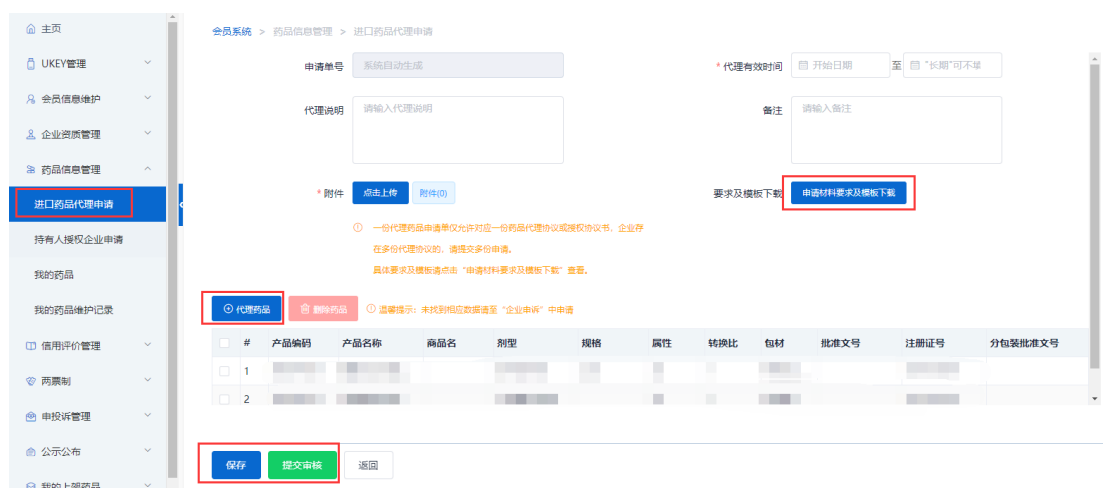 主页
UKEY管理
会员信息维护
企业资质管理
药品信息管理
进口药品代理申请
持有人授权企业申请
我的药品
我的药品维护记录
信用评价管理
两票制
申投诉管理
公示公布
我的上架药品
会员系统 > 药品信息管理 > 进口药品代理申请
申请单号 系统自动生成
* 代理有效时间 开始日期 至 "长期"可不填
代理说明 请输入代理说明
备注 请输入备注
* 附件 点击上传 附件(0)
要求及模板下载 申请材料要求及模板下载
一份代理药品申请单仅允许对应一份药品代理协议或授权协议书，企业存
在多份代理协议的，请提交多份申请。
具体要求及模板请点击“申请材料要求及模板下载”查看。
代理药品 删除药品 温馨提示：未找到相应数据请至“企业申诉”中申请
# 产品编码 产品名称 商品名 剂型 规格 属性 转换比 包材 批准文号 注册证号 分包装批准文号
1
2
保存 提交审核 返回